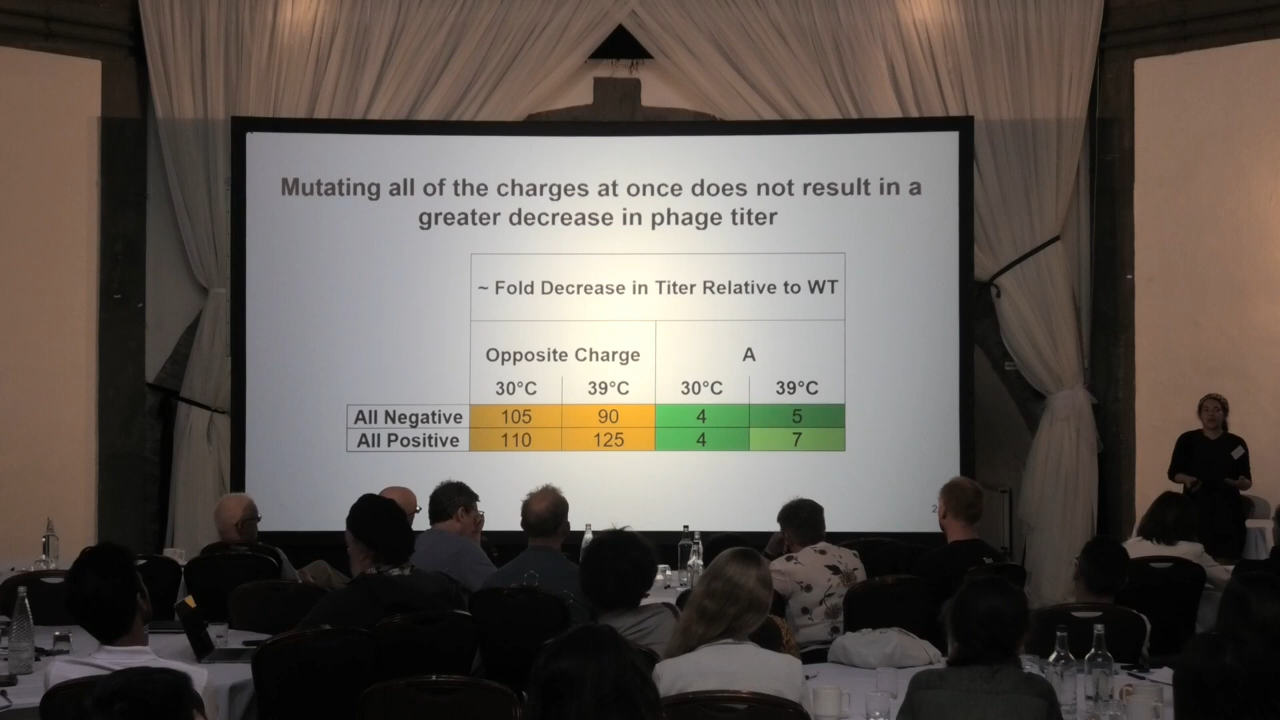 Mutating all of the charges at once does not result in a
greater decrease in phage titer
~ Fold Decrease in Titer Relative to WT
Opposite Charge A
30°C 39°C 30°C 39°C
All Negative 105 90 4 5
All Positive 110 125 4 7